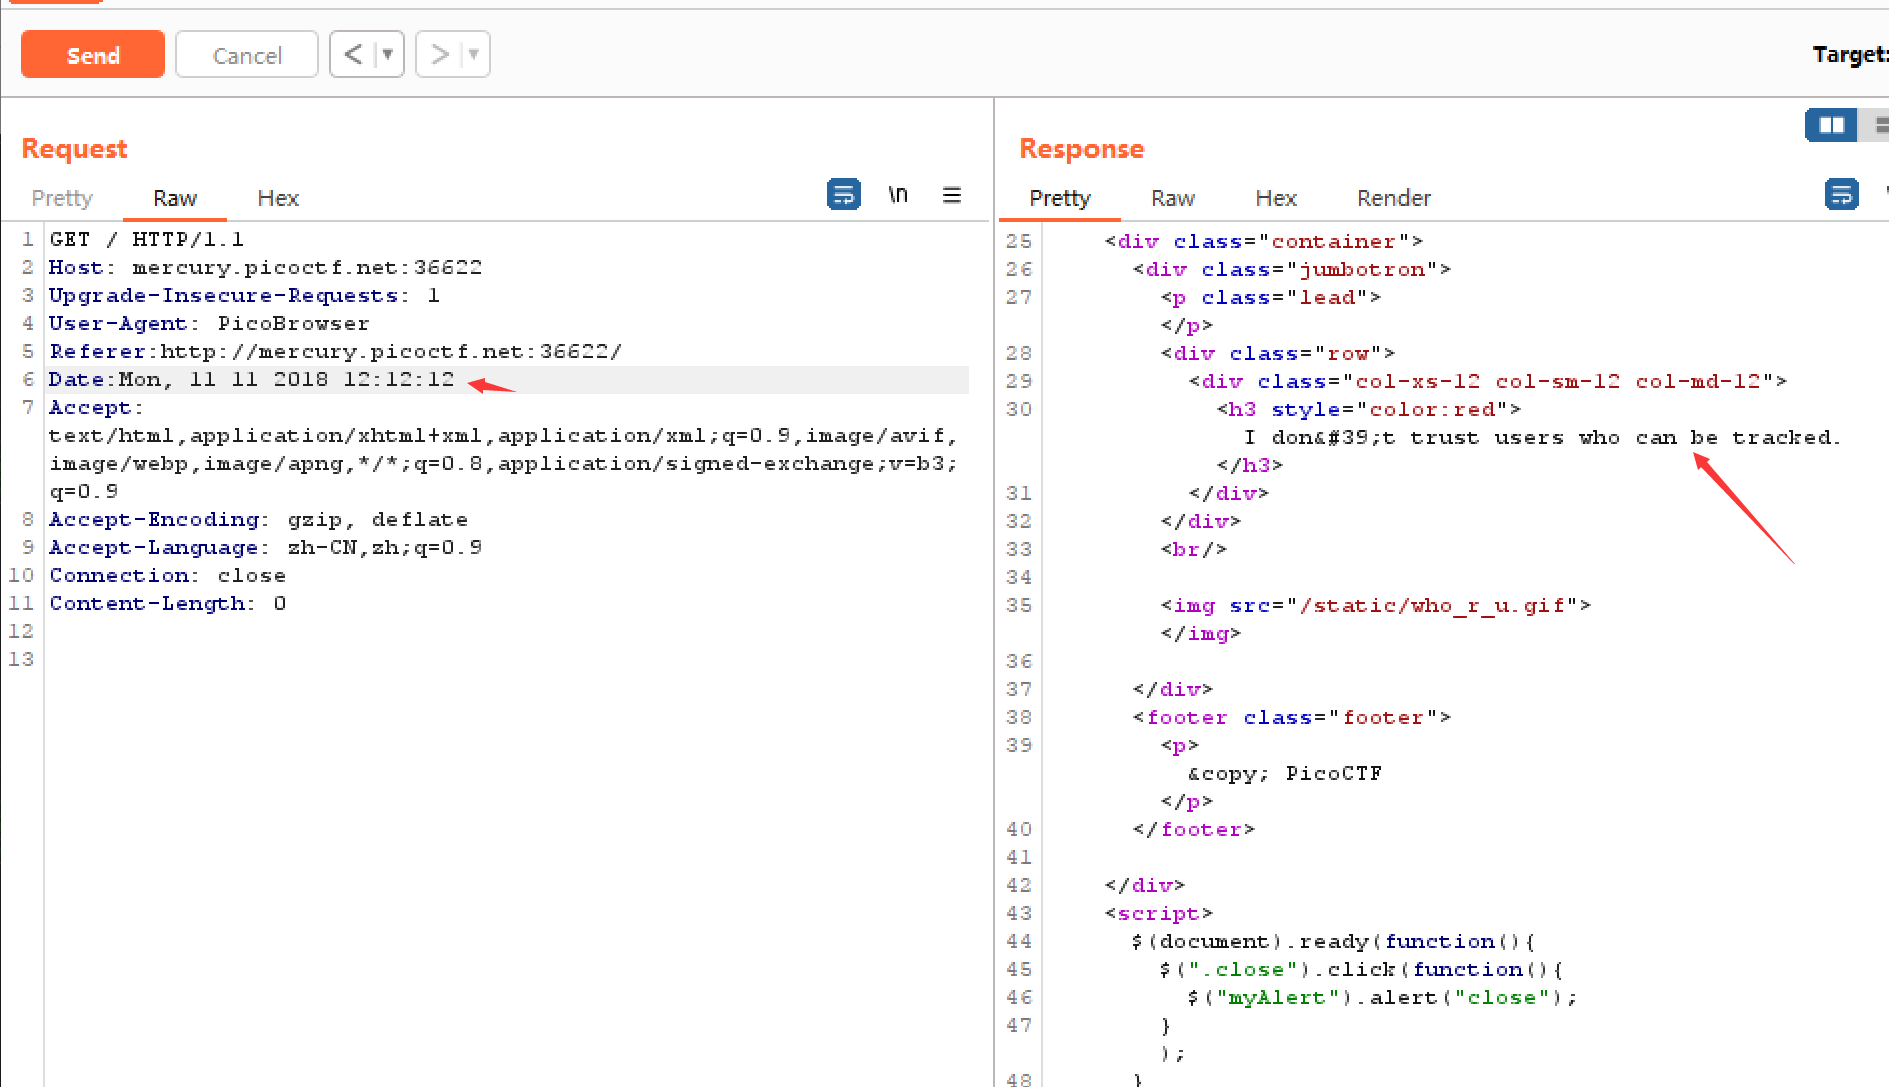 Send
Cancel
<
>
Target:
Request
Response
Pretty
Raw
Hex
\n
Pretty
Raw
Hex
Render
1 GET / HTTP/1.1
2 Host: mercury.picoctf.net:36622
3 Upgrade-Insecure-Requests: 1
4 User-Agent: PicoBrowser
5 Referer:http://mercury.picoctf.net:36622/
6 Date:Mon, 11 11 2018 12:12:12
7 Accept:
text/html,application/xhtml+xml,application/xml;q=0.9,image/avif,
image/webp,image/apng,*/*;q=0.8,application/signed-exchange;v=b3;
q=0.9
8 Accept-Encoding: gzip, deflate
9 Accept-Language: zh-CN,zh;q=0.9
10 Connection: close
11 Content-Length: 0
12
13
25 <div class="container">
26 <div class="jumbotron">
27 <p class="lead">
</p>
28 <div class="row">
29 <div class="col-xs-12 col-sm-12 col-md-12">
30 <h3 style="color:red">
I don&#39;t trust users who can be tracked.
</h3>
31 </div>
32 </div>
33 <br/>
34
35 <img src="/static/who_r_u.gif">
</img>
36
37 </div>
38 <footer class="footer">
39 <p>
&copy; PicoCTF
</p>
40 </footer>
41
42 </div>
43 <script>
44 $(document).ready(function(){
45 $(".close").click(function(){
46 $("myAlert").alert("close");
47 }
);
48 }